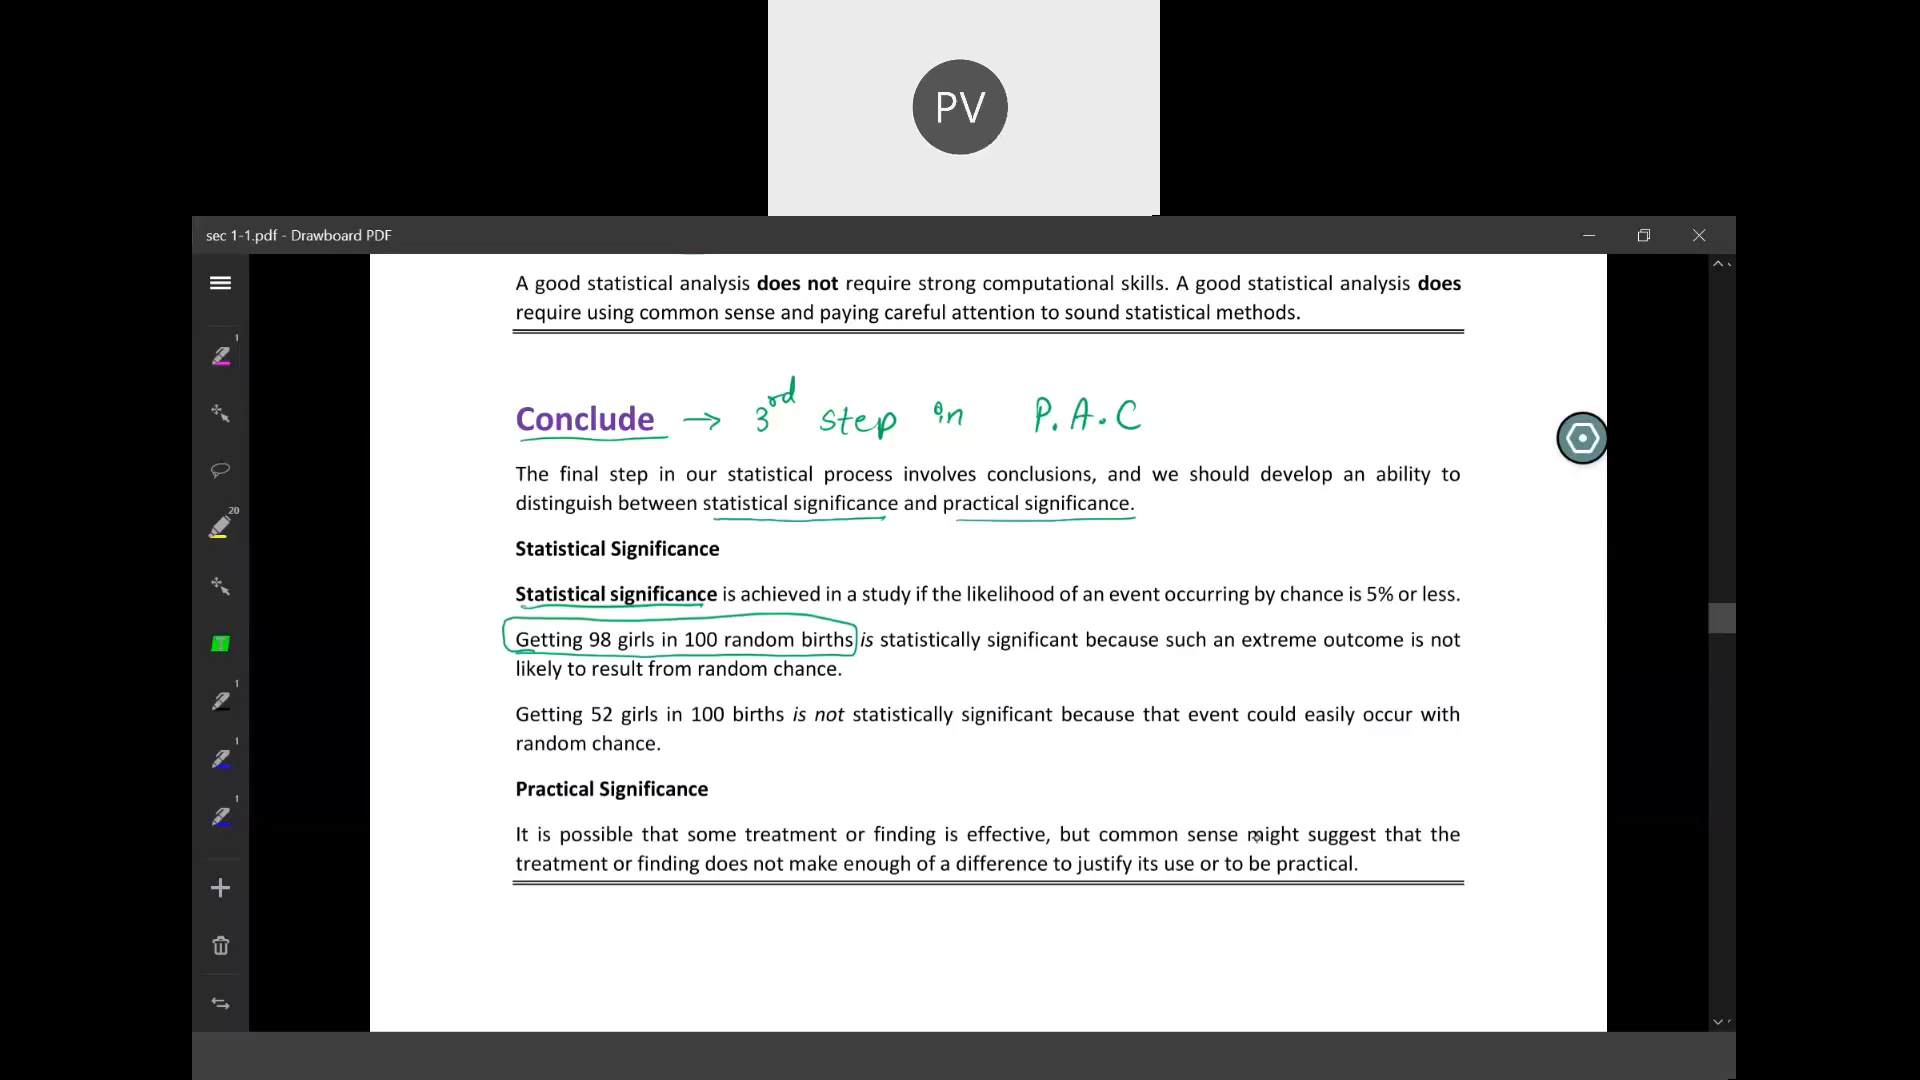 PV
sec 1-1.pdf - Drawboard PDF
A good statistical analysis does not require strong computational skills. A good statistical analysis does
require using common sense and paying careful attention to sound statistical methods.
Conclude → 3rd step in P.A.C
The final step in our statistical process involves conclusions, and we should develop an ability to
distinguish between statistical significance and practical significance.
Statistical Significance
Statistical significance is achieved in a study if the likelihood of an event occurring by chance is 5% or less.
Getting 98 girls in 100 random births is statistically significant because such an extreme outcome is not
likely to result from random chance.
Getting 52 girls in 100 births is not statistically significant because that event could easily occur with
random chance.
Practical Significance
It is possible that some treatment or finding is effective, but common sense might suggest that the
treatment or finding does not make enough of a difference to justify its use or to be practical.
1
20
T
1
1
1